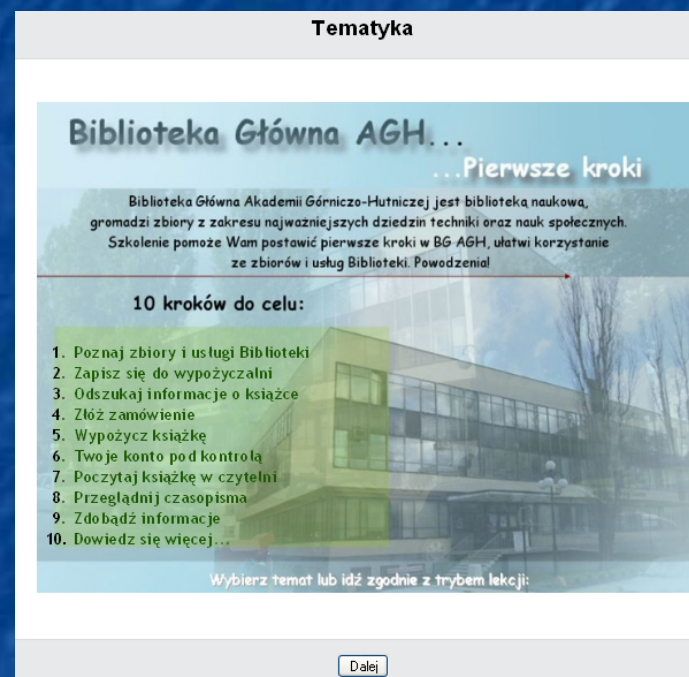 Tematyka
Biblioteka Główna AGH...
...Pierwsze kroki
Biblioteka Główna Akademii Górniczo-Hutniczej jest biblioteką naukową,
gromadzi zbiory z zakresu najważniejszych dziedzin techniki oraz nauk społecznych.
Szkolenie pomoże Wam postawić pierwsze kroki w BG AGH, ułatwi korzystanie
ze zbiorów i usług Biblioteki. Powodzenia!
10 kroków do celu:
1. Poznaj zbiory i usługi Biblioteki
2. Zapisz się do wypożyczalni
3. Odszukaj informacje o książce
4. Złóż zamówienie
5. Wypożycz książkę
6. Twoje konto pod kontrolą
7. Poczytaj książkę w czytelni
8. Przeglądnij czasopisma
9. Zdobądź informacje
10. Dowiedz się więcej...
Wybierz temat lub idź zgodnie z trybem lekcji:
Dalej